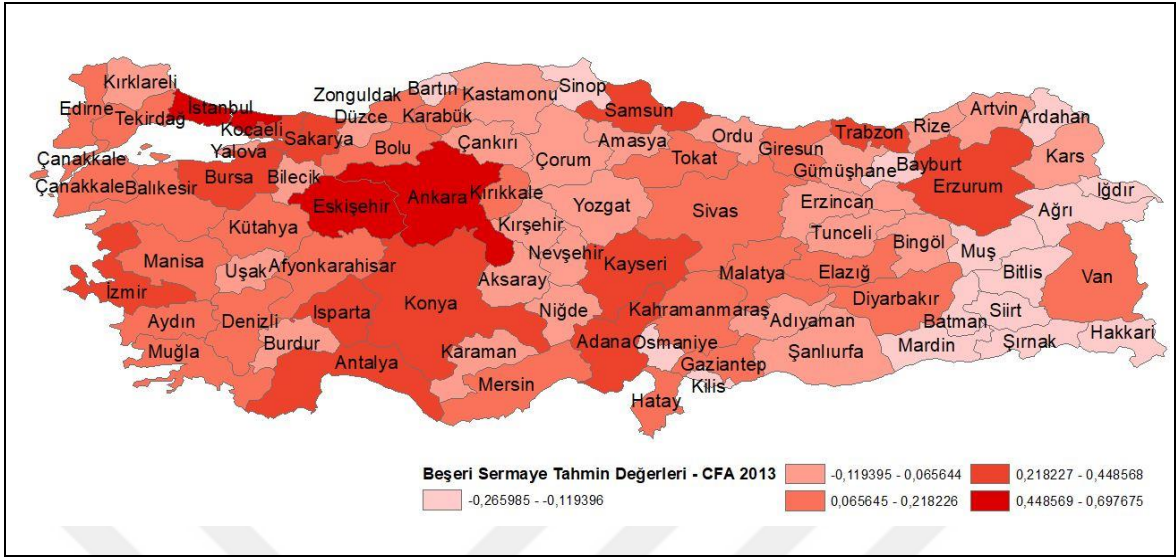 Kırklareli
Edirne
Tekirdağ
İstanbul
Kocaeli
Yalova
Sakarya
Zonguldak
Düzce
Bartın
Karabük
Kastamonu
Sinop
Samsun
Bolu
Çankırı
Çorum
Amasya
Ordu
Tokat
Giresun
Trabzon
Rize
Artvin
Ardahan
Gümüşhane
Bayburt
Kars
Erzurum
Iğdır
Ağrı
Çanakkale
Çanakkale
Balıkesir
Bursa
Bilecik
Eskişehir
Ankara
Kırıkkale
Kırşehir
Yozgat
Sivas
Erzincan
Tunceli
Bingöl
Muş
Bitlis
Van
Kütahya
Manisa
Uşak
Afyonkarahisar
Konya
Aksaray
Nevşehir
Kayseri
Malatya
Elazığ
Diyarbakır
Siirt
Batman
İzmir
Aydın
Denizli
Isparta
Burdur
Niğde
Kahramanmaraş
Adıyaman
Şanlıurfa
Mardin
Şırnak
Hakkari
Muğla
Antalya
Karaman
Mersin
Adana
Osmaniye
Gaziantep
Kilis
Hatay
Beşeri Sermaye Tahmin Değerleri - CFA 2013
-0,265985 - -0,119396
-0,119395 - 0,065644
0,065645 - 0,218226
0,218227 - 0,448568
0,448569 - 0,697675